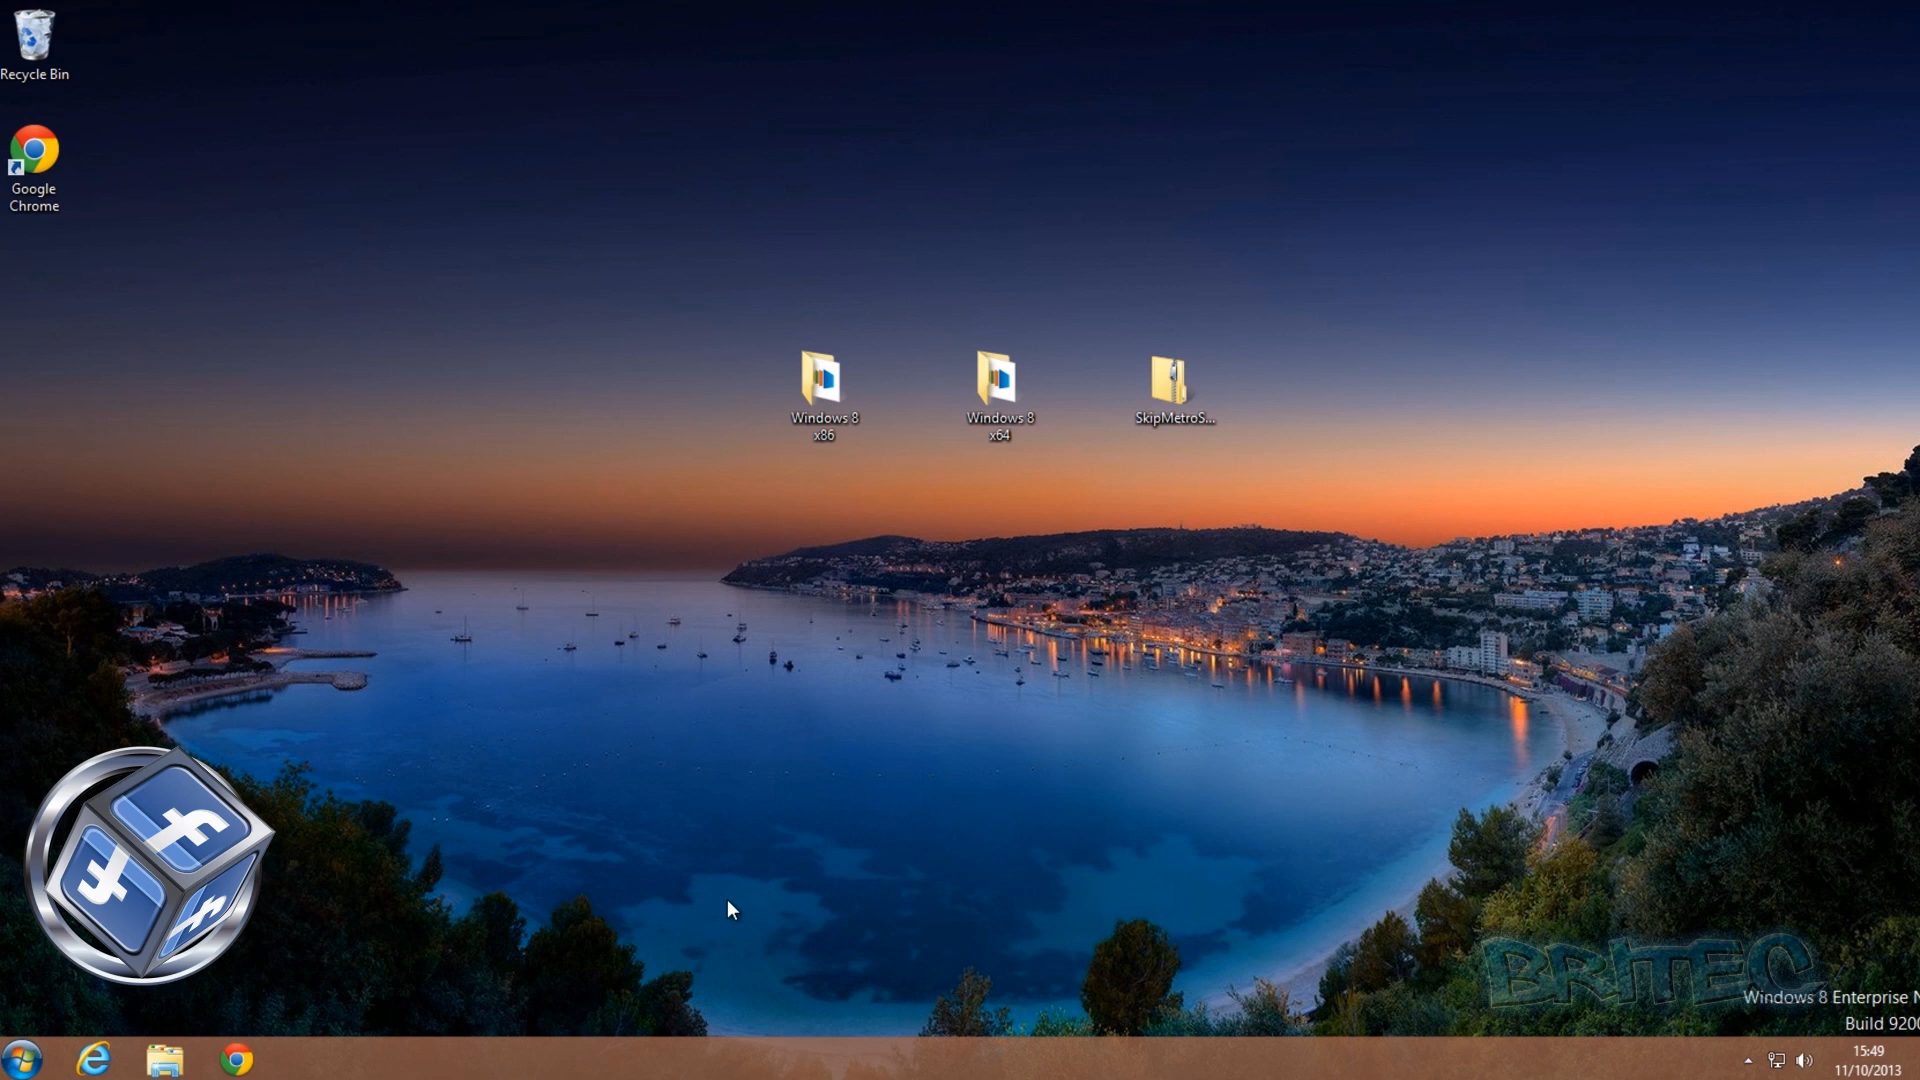 Recycle Bin
Google
Chrome
Windows 8
x86
Windows 8
x64
SkipMetroS...
BRITEC
Windows 8 Enterprise N
Build 9200
15:49
11/10/2013